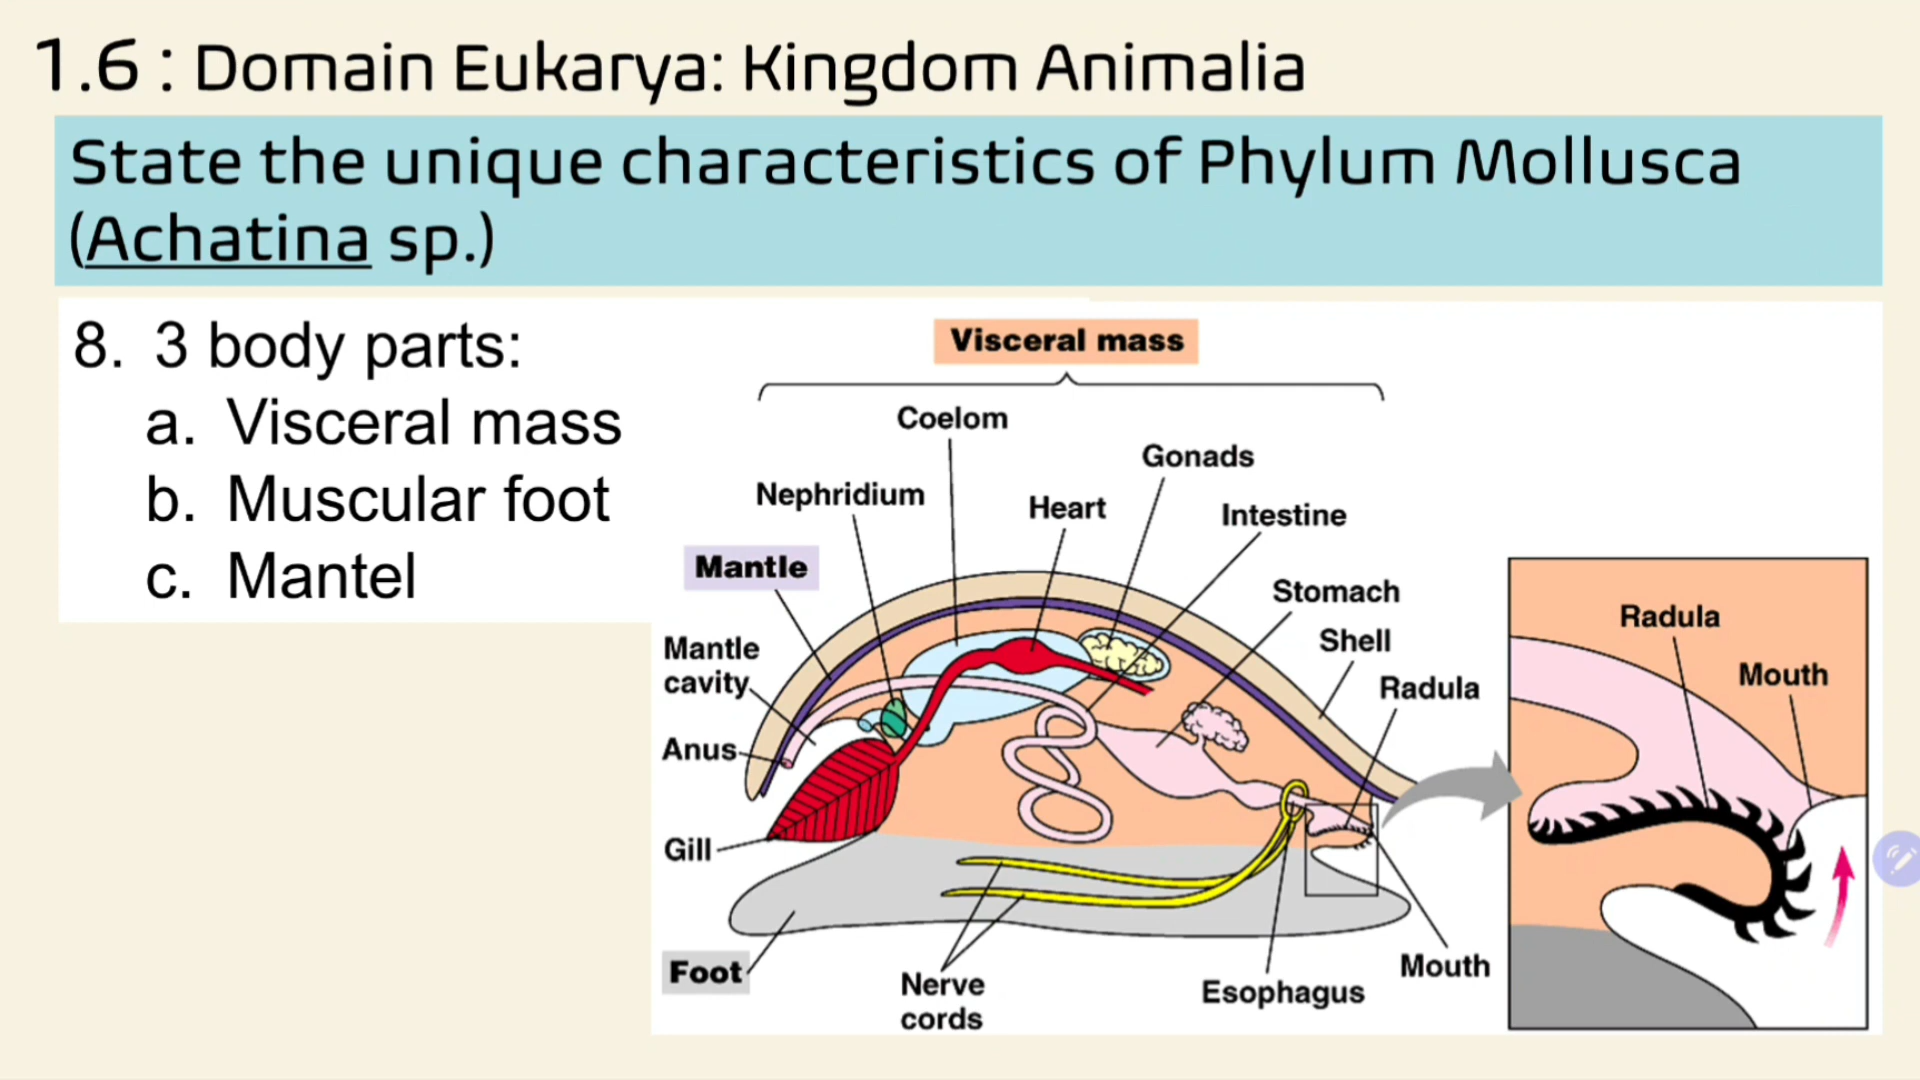 1.6 : Domain Eukarya: Kingdom Animalia
State the unique characteristics of Phylum Mollusca
(Achatina sp.)
8. 3 body parts:
a. Visceral mass
b. Muscular foot
c. Mantel
Visceral mass
Coelom
Gonads
Nephridium
Heart
Intestine
Mantle
Stomach
Shell
Mantle
cavity
Radula
Anus
Gill
Foot
Nerve
cords
Esophagus
Mouth
Radula
Mouth